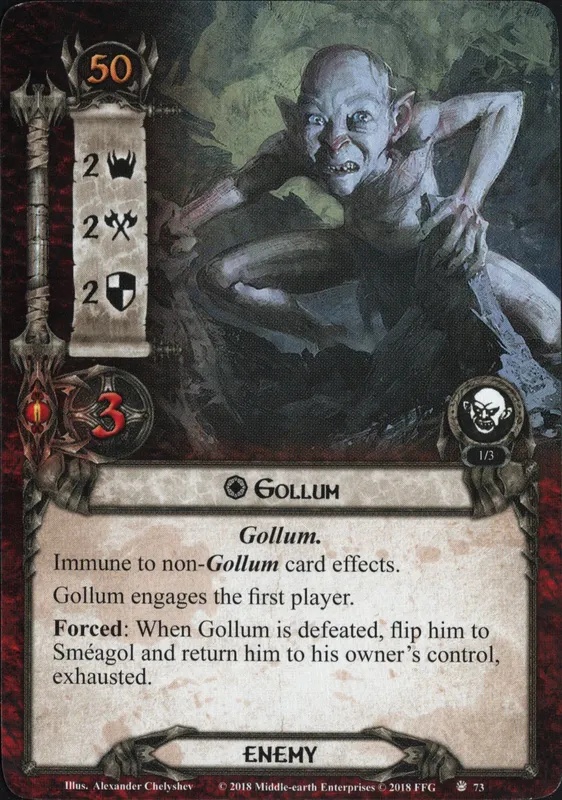 50
2
2
2
3
1/3
Gollum
Gollum.
Immune to non-Gollum card effects.
Gollum engages the first player.
Forced: When Gollum is defeated, flip him to
Sméagol and return him to his owner's control,
exhausted.
ENEMY
Illus. Alexander Chelyshev © 2018 Middle-earth Enterprises © 2018 FFG 73